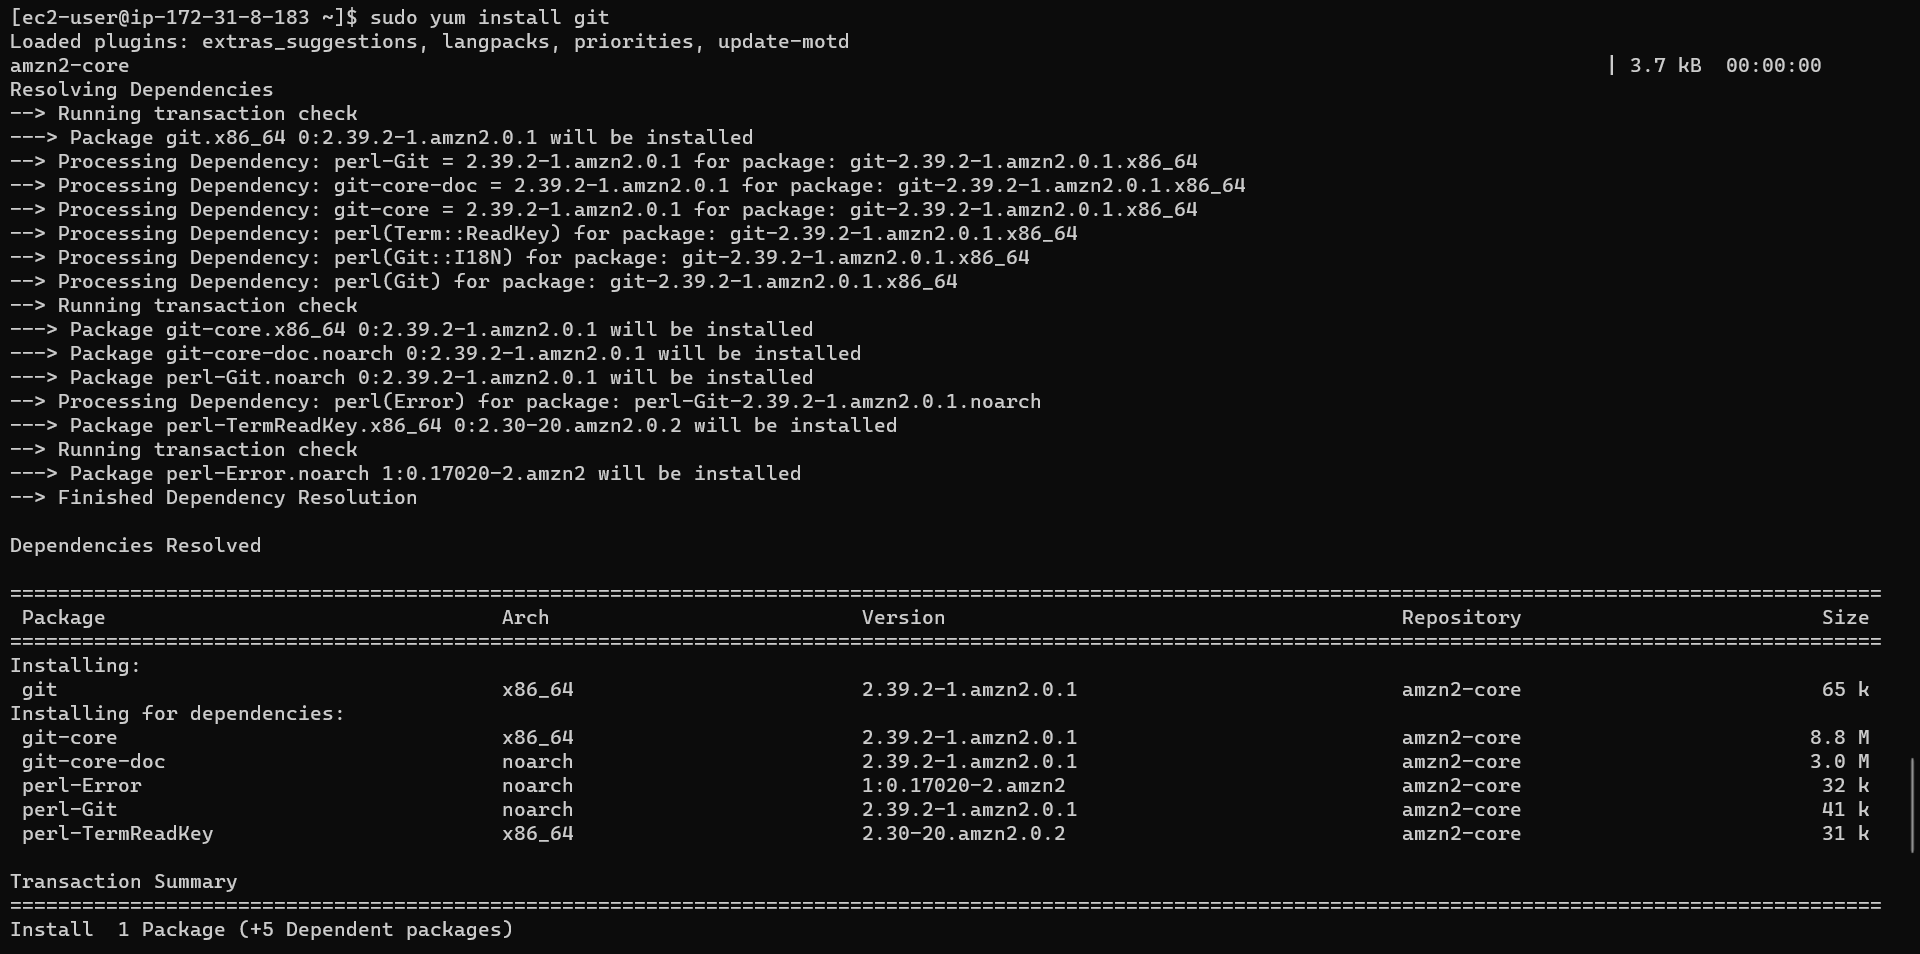 [ec2-user@ip-172-31-8-183 ~]$ sudo yum install git
Loaded plugins: extras_suggestions, langpacks, priorities, update-motd
amzn2-core | 3.7 kB 00:00:00
Resolving Dependencies
--> Running transaction check
---> Package git.x86_64 0:2.39.2-1.amzn2.0.1 will be installed
--> Processing Dependency: perl-Git = 2.39.2-1.amzn2.0.1 for package: git-2.39.2-1.amzn2.0.1.x86_64
--> Processing Dependency: git-core-doc = 2.39.2-1.amzn2.0.1 for package: git-2.39.2-1.amzn2.0.1.x86_64
--> Processing Dependency: git-core = 2.39.2-1.amzn2.0.1 for package: git-2.39.2-1.amzn2.0.1.x86_64
--> Processing Dependency: perl(Term::ReadKey) for package: git-2.39.2-1.amzn2.0.1.x86_64
--> Processing Dependency: perl(Git::I18N) for package: git-2.39.2-1.amzn2.0.1.x86_64
--> Processing Dependency: perl(Git) for package: git-2.39.2-1.amzn2.0.1.x86_64
--> Running transaction check
---> Package git-core.x86_64 0:2.39.2-1.amzn2.0.1 will be installed
---> Package git-core-doc.noarch 0:2.39.2-1.amzn2.0.1 will be installed
---> Package perl-Git.noarch 0:2.39.2-1.amzn2.0.1 will be installed
--> Processing Dependency: perl(Error) for package: perl-Git-2.39.2-1.amzn2.0.1.noarch
---> Package perl-TermReadKey.x86_64 0:2.30-20.amzn2.0.2 will be installed
--> Running transaction check
---> Package perl-Error.noarch 1:0.17020-2.amzn2 will be installed
--> Finished Dependency Resolution
Dependencies Resolved
============================================================================================================================================================
Package Arch Version Repository Size
============================================================================================================================================================
Installing:
git x86_64 2.39.2-1.amzn2.0.1 amzn2-core 65 k
Installing for dependencies:
git-core x86_64 2.39.2-1.amzn2.0.1 amzn2-core 8.8 M
git-core-doc noarch 2.39.2-1.amzn2.0.1 amzn2-core 3.0 M
perl-Error noarch 1:0.17020-2.amzn2 amzn2-core 32 k
perl-Git noarch 2.39.2-1.amzn2.0.1 amzn2-core 41 k
perl-TermReadKey x86_64 2.30-20.amzn2.0.2 amzn2-core 31 k
Transaction Summary
============================================================================================================================================================
Install 1 Package (+5 Dependent packages)